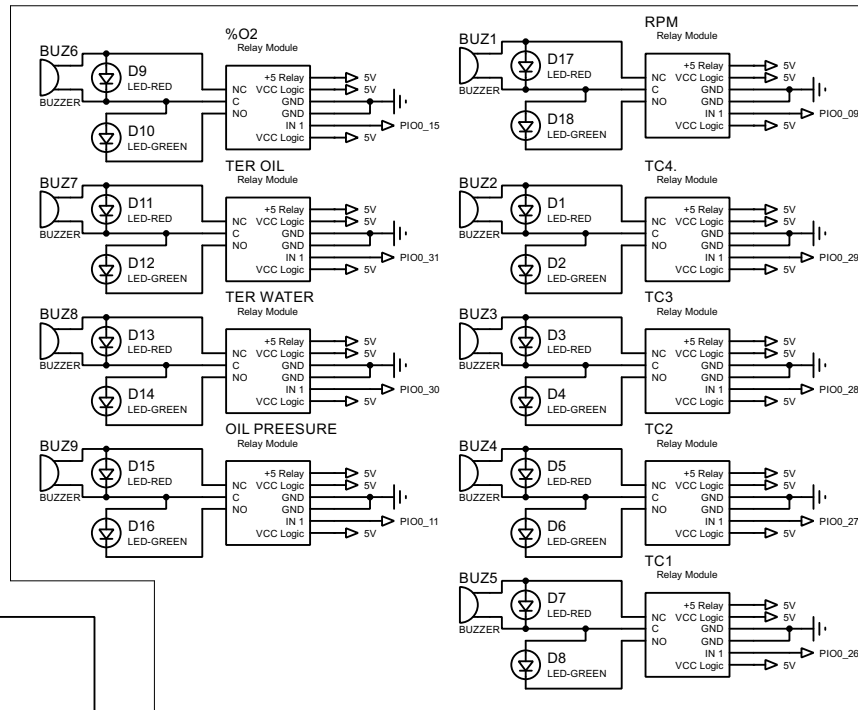 %O2
Relay Module
BUZ6
BUZZER
D9
LED-RED
D10
LED-GREEN
NC
C
NO
+5 Relay
VCC Logic
GND
GND
IN 1
VCC Logic
5V
5V
PIO0_15
5V
TER OIL
Relay Module
BUZ7
BUZZER
D11
LED-RED
D12
LED-GREEN
NC
C
NO
+5 Relay
VCC Logic
GND
GND
IN 1
VCC Logic
5V
5V
PIO0_31
5V
TER WATER
Relay Module
BUZ8
BUZZER
D13
LED-RED
D14
LED-GREEN
NC
C
NO
+5 Relay
VCC Logic
GND
GND
IN 1
VCC Logic
5V
5V
PIO0_30
5V
OIL PREESURE
Relay Module
BUZ9
BUZZER
D15
LED-RED
D16
LED-GREEN
NC
C
NO
+5 Relay
VCC Logic
GND
GND
IN 1
VCC Logic
5V
5V
PIO0_11
5V
RPM
Relay Module
BUZ1
BUZZER
D17
LED-RED
D18
LED-GREEN
NC
C
NO
+5 Relay
VCC Logic
GND
GND
IN 1
VCC Logic
5V
5V
PIO0_09
5V
TC4.
Relay Module
BUZ2
BUZZER
D1
LED-RED
D2
LED-GREEN
NC
C
NO
+5 Relay
VCC Logic
GND
GND
IN 1
VCC Logic
5V
5V
PIO0_29
5V
TC3
Relay Module
BUZ3
BUZZER
D3
LED-RED
D4
LED-GREEN
NC
C
NO
+5 Relay
VCC Logic
GND
GND
IN 1
VCC Logic
5V
5V
PIO0_28
5V
TC2
Relay Module
BUZ4
BUZZER
D5
LED-RED
D6
LED-GREEN
NC
C
NO
+5 Relay
VCC Logic
GND
GND
IN 1
VCC Logic
5V
5V
PIO0_27
5V
TC1
Relay Module
BUZ5
BUZZER
D7
LED-RED
D8
LED-GREEN
NC
C
NO
+5 Relay
VCC Logic
GND
GND
IN 1
VCC Logic
5V
5V
PIO0_26
5V